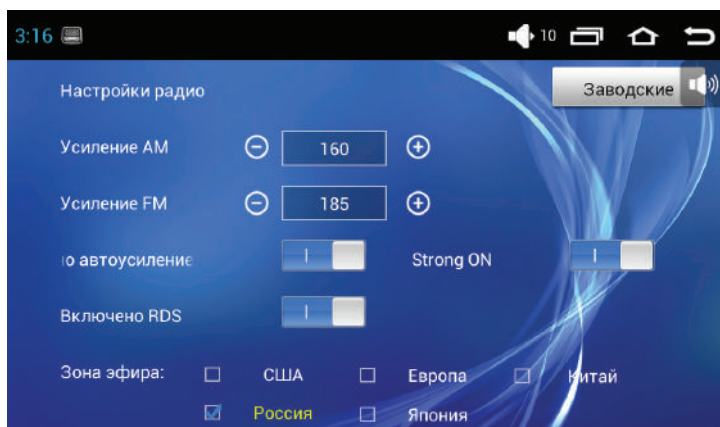 3:16 10
Настройки радио Заводские
Усиление AM 160
Усиление FM 185
о автоусиление Strong ON
Включено RDS
Зона эфира: США Европа Китай
Россия Япония